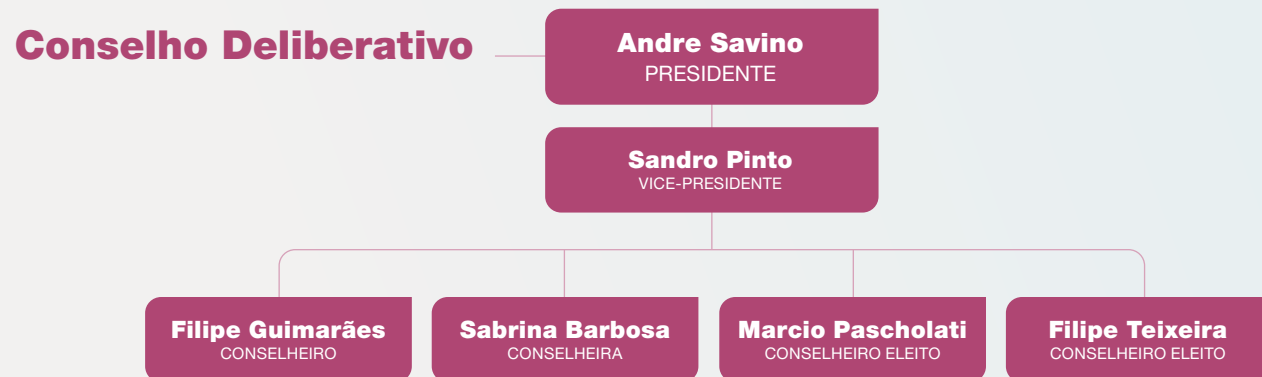 Conselho Deliberativo
Andre Savino
PRESIDENTE
Sandro Pinto
VICE-PRESIDENTE
Filipe Guimarães
CONSELHEIRO
Sabrina Barbosa
CONSELHEIRA
Marcio Pascholati
CONSELHEIRO ELEITO
Filipe Teixeira
CONSELHEIRO ELEITO